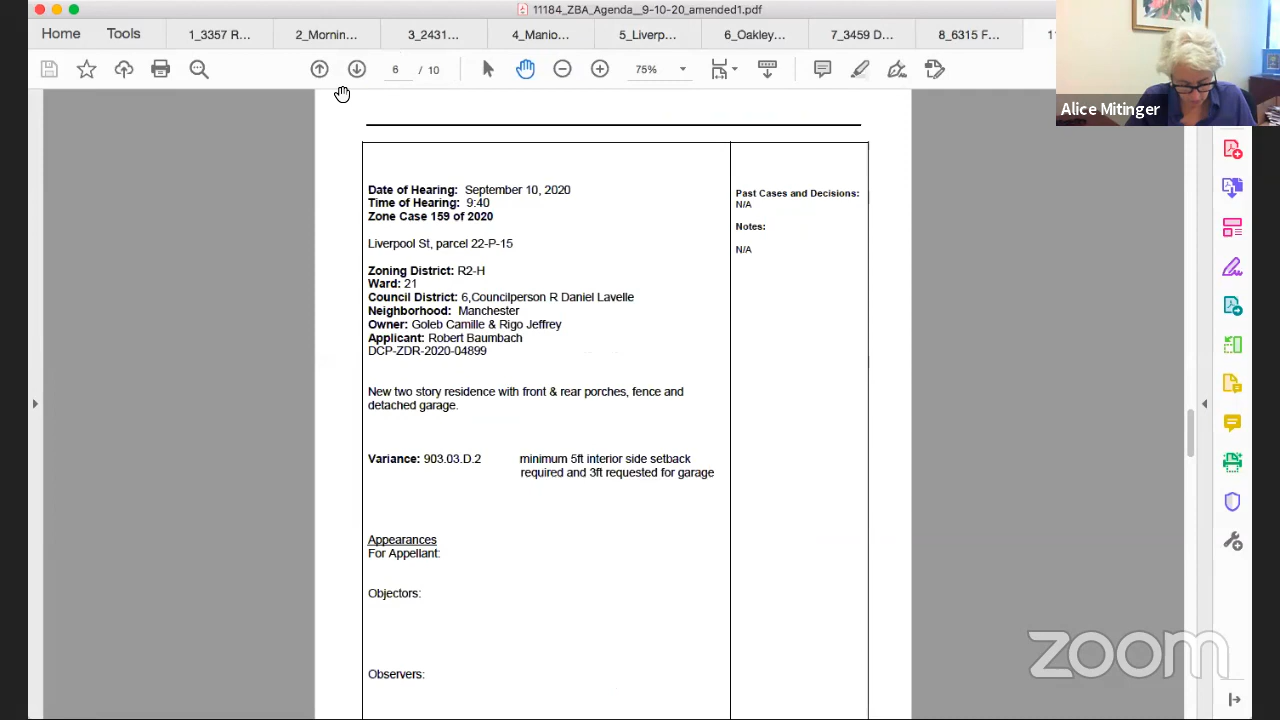 11184_ZBA_Agenda__9-10-20_amended1.pdf
Home
Tools
1_3357 R...
2_Mornin...
3_2431...
4_Manio...
5_Liverp...
6_Oakley...
7_3459 D...
8_6315 F...
6 / 10
75%
Alice Mitinger
Date of Hearing: September 10, 2020
Time of Hearing: 9:40
Zone Case 159 of 2020
Liverpool St, parcel 22-P-15
Zoning District: R2-H
Ward: 21
Council District: 6,Councilperson R Daniel Lavelle
Neighborhood: Manchester
Owner: Goleb Camille & Rigo Jeffrey
Applicant: Robert Baumbach
DCP-ZDR-2020-04899
New two story residence with front & rear porches, fence and
detached garage.
Variance: 903.03.D.2 minimum 5ft interior side setback
required and 3ft requested for garage
Appearances
For Appellant:
Objectors:
Observers:
Past Cases and Decisions:
N/A
Notes:
N/A
zoom